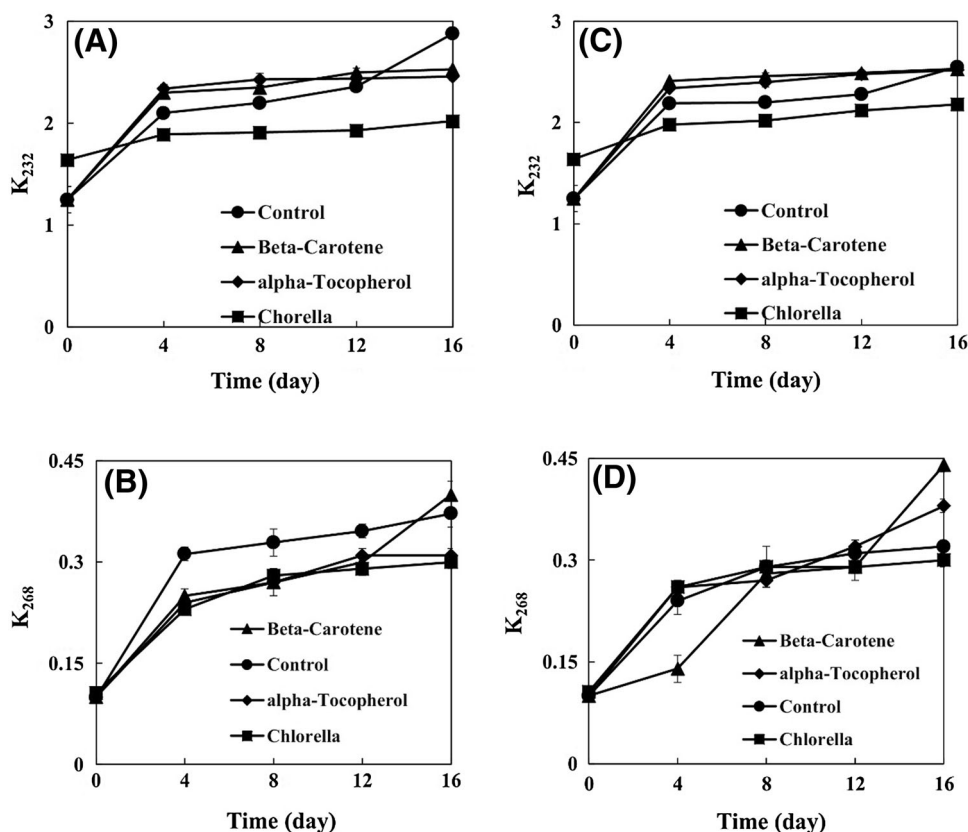 (A)
3
2
1
0
K232
0 4 8 12 16
Time (day)
Control
Beta-Carotene
alpha-Tocopherol
Chorella
(C)
3
2
1
0
K232
0 4 8 12 16
Time (day)
Control
Beta-Carotene
alpha-Tocopherol
Chlorella
(B)
0.45
0.3
0.15
0
K268
0 4 8 12 16
Time (day)
Beta-Carotene
Control
alpha-Tocopherol
Chlorella
(D)
0.45
0.3
0.15
0
K268
0 4 8 12 16
Time (day)
Beta-Carotene
alpha-Tocopherol
Control
Chlorella